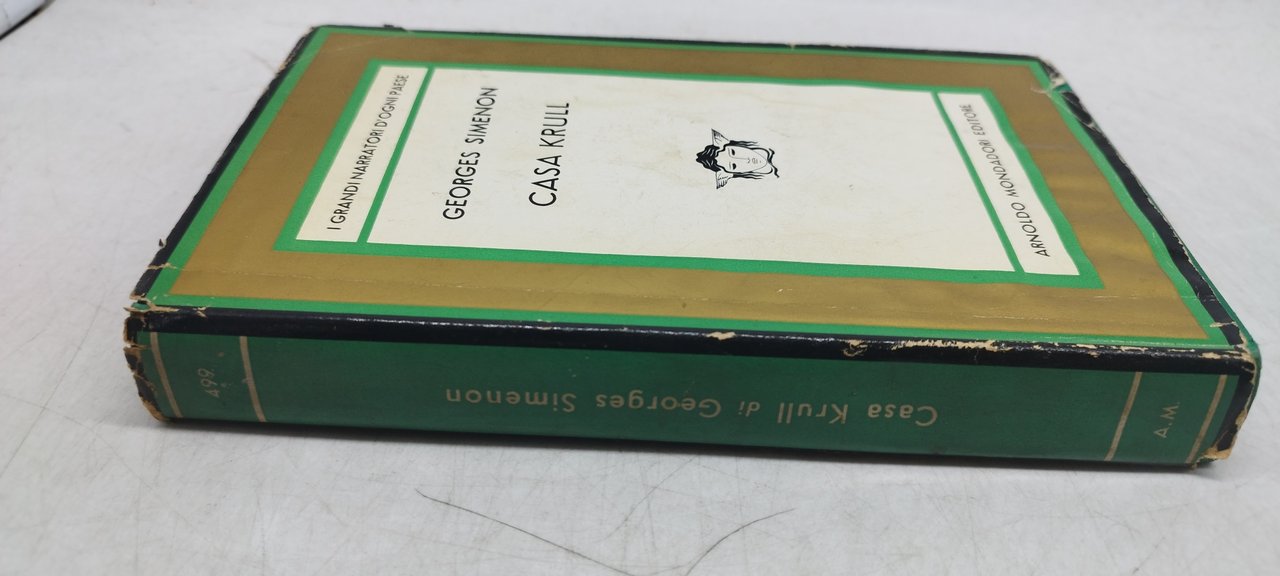 I GRANDI NARRATORI D'OGNI PAESE
GEORGES SIMENON
CASA KRULL
ARNOLDO MONDADORI EDITORE
499.
Casa Krull di Georges Simenon
A.M.